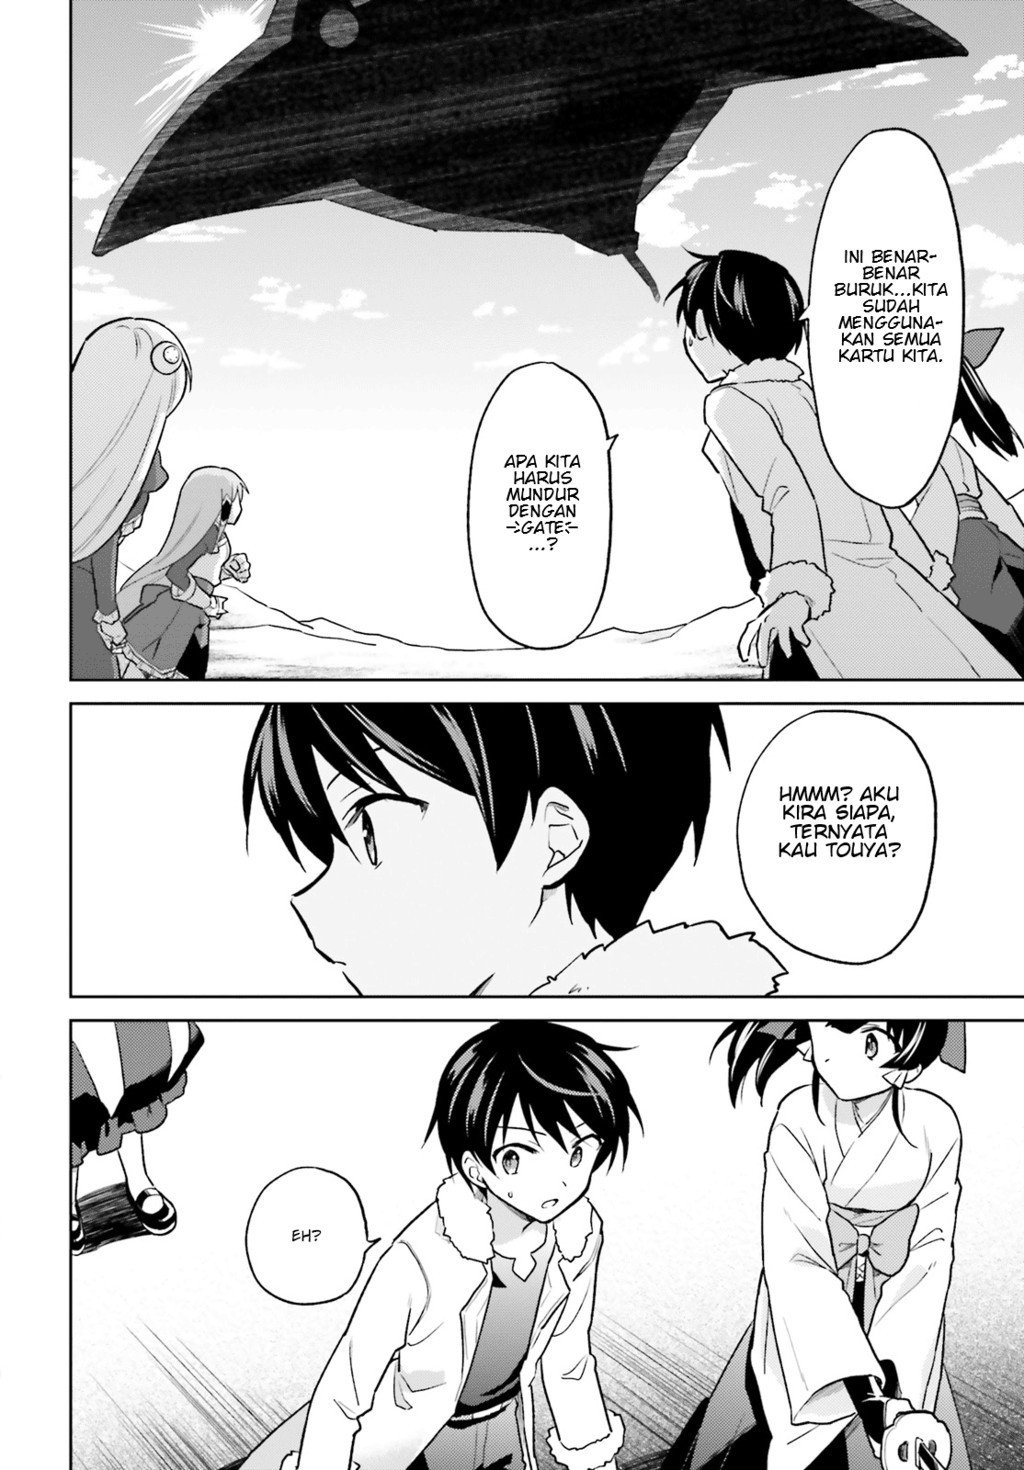 INI BENAR-
BENAR
BURUK...KITA
SUDAH
MENGGUNA-
KAN SEMUA
KARTU KITA.
APA KITA
HARUS
MUNDUR
DENGAN
GATE
...?
HMMM? AKU
KIRA SIAPA,
TERNYATA
KAU TOUYA?
EH?